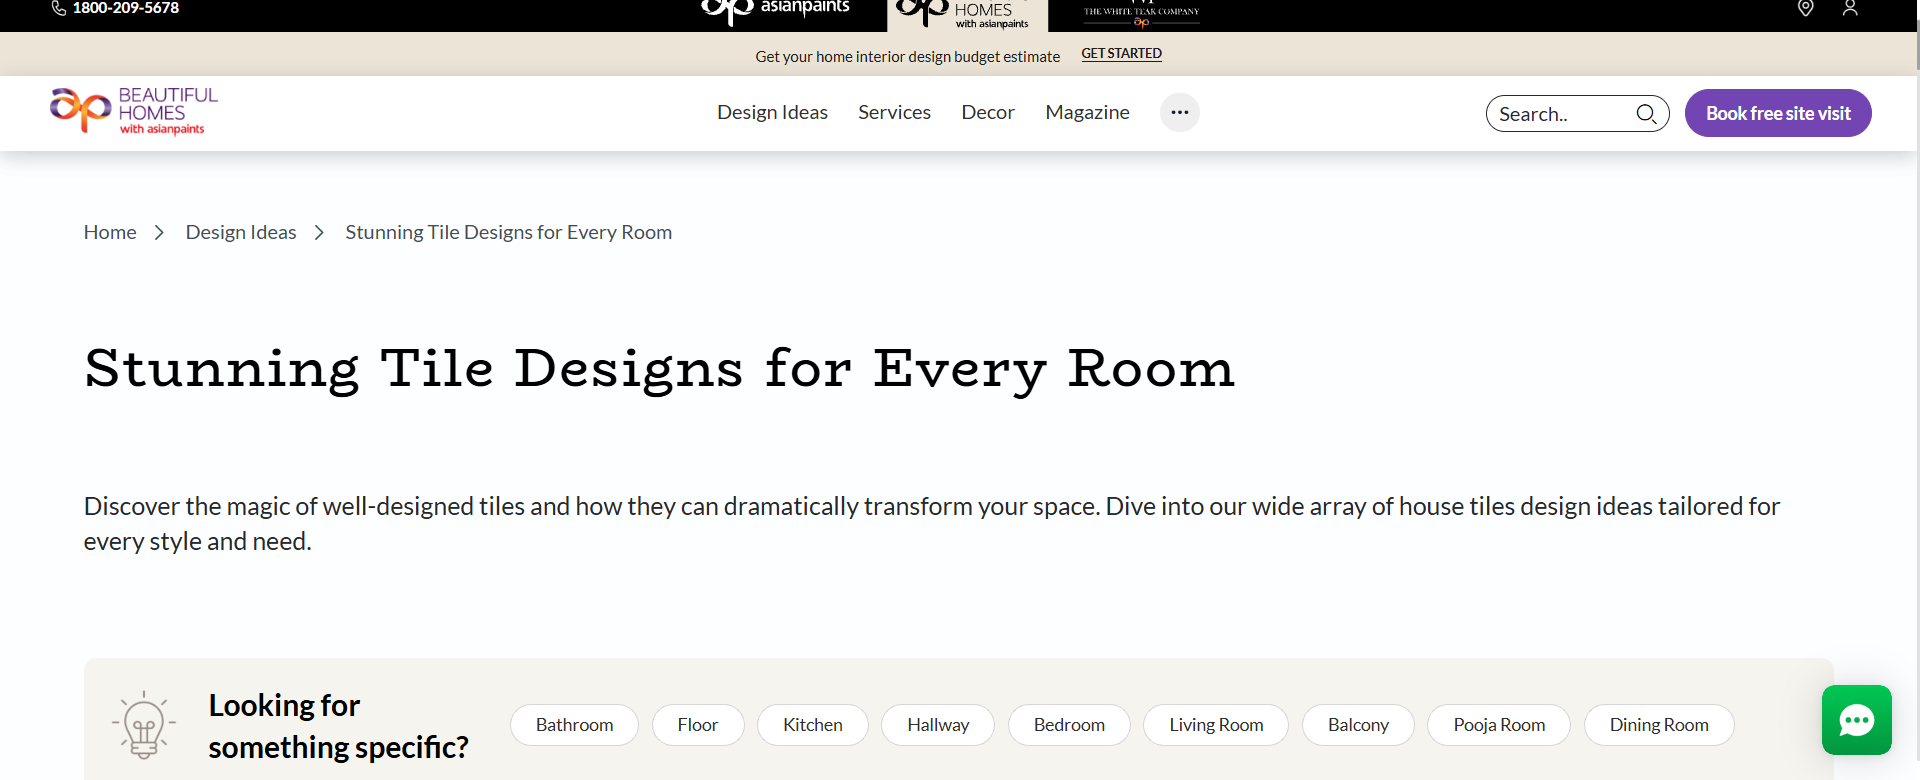 1800-209-5678
asianpaints
HOMES
with asianpaints
THE WHITE TEAK COMPANY
Get your home interior design budget estimate GET STARTED
BEAUTIFUL
HOMES
with asianpaints
Design Ideas Services Decor Magazine
Search..
Book free site visit
Home Design Ideas Stunning Tile Designs for Every Room
Stunning Tile Designs for Every Room
Discover the magic of well-designed tiles and how they can dramatically transform your space. Dive into our wide array of house tiles design ideas tailored for
every style and need.
Looking for
something specific?
Bathroom Floor Kitchen Hallway Bedroom Living Room Balcony Pooja Room Dining Room